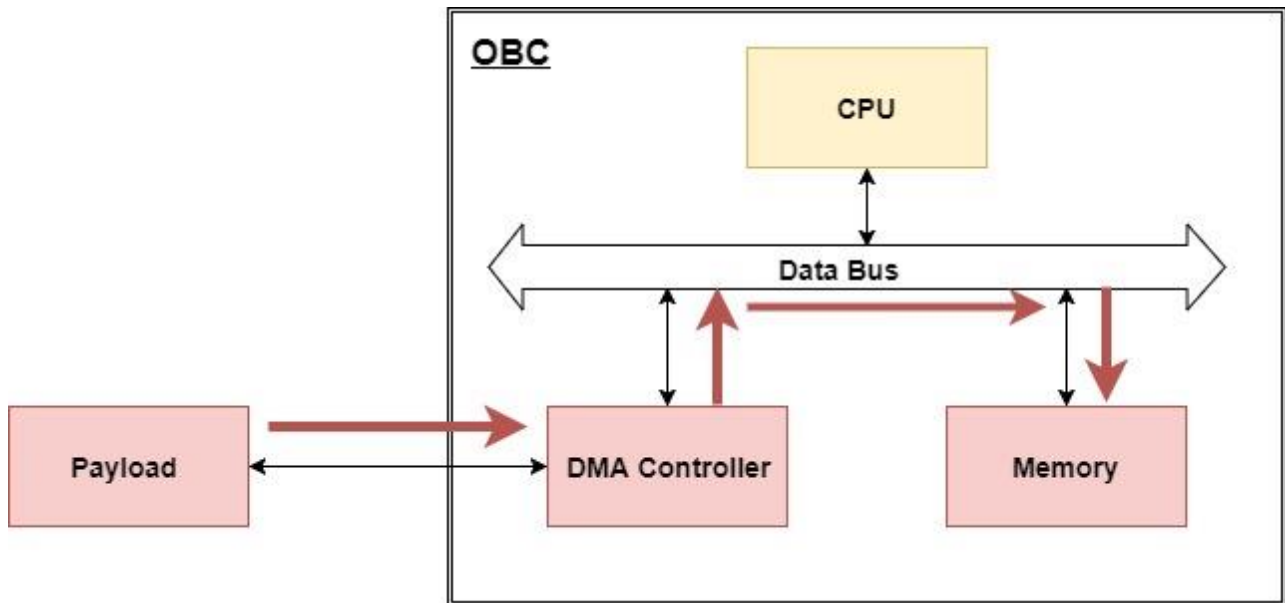 OBC
CPU
Data Bus
Payload
DMA Controller
Memory